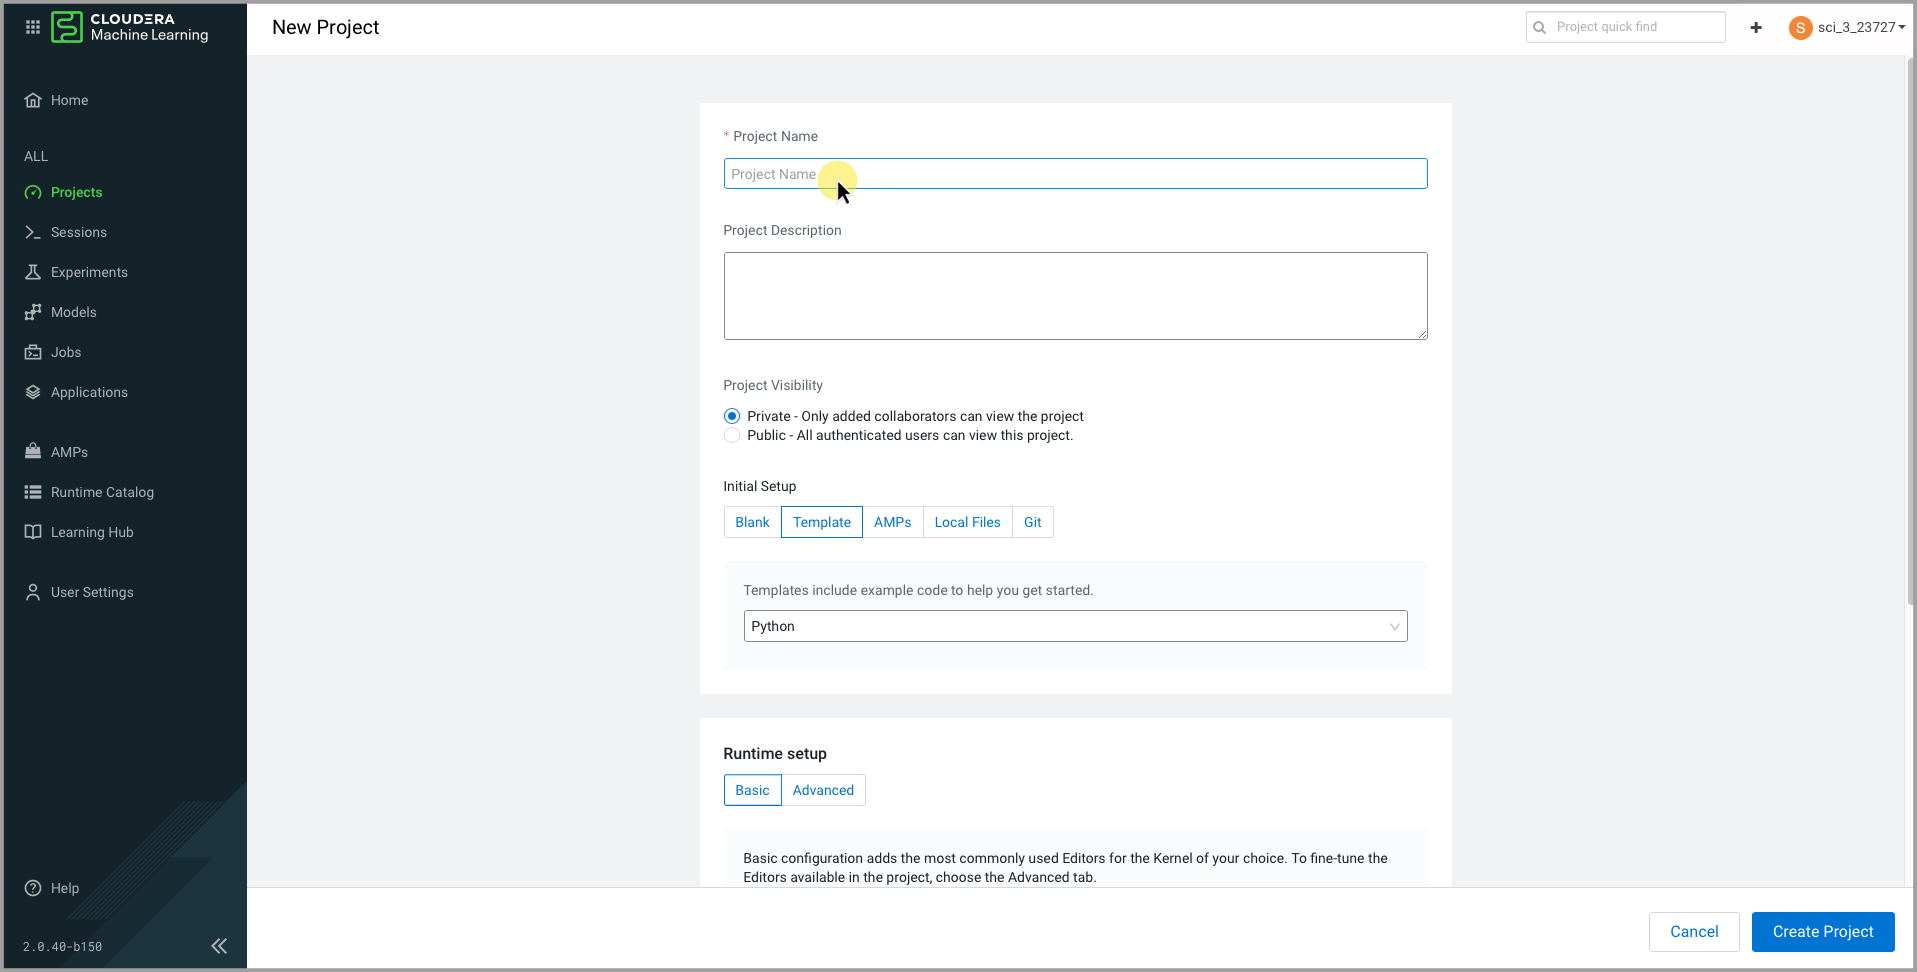 CLOUDERA
Machine Learning
New Project
Project quick find
S
sci_3_23727
Home
ALL
Projects
Sessions
Experiments
Models
Jobs
Applications
AMPs
Runtime Catalog
Learning Hub
User Settings
Help
2.0.40-b150
* Project Name
Project Name
Project Description
Project Visibility
Private - Only added collaborators can view the project
Public - All authenticated users can view this project.
Initial Setup
Blank Template AMPs Local Files Git
Templates include example code to help you get started.
Python
Runtime setup
Basic Advanced
Basic configuration adds the most commonly used Editors for the Kernel of your choice. To fine-tune the
Editors available in the project, choose the Advanced tab.
Cancel Create Project